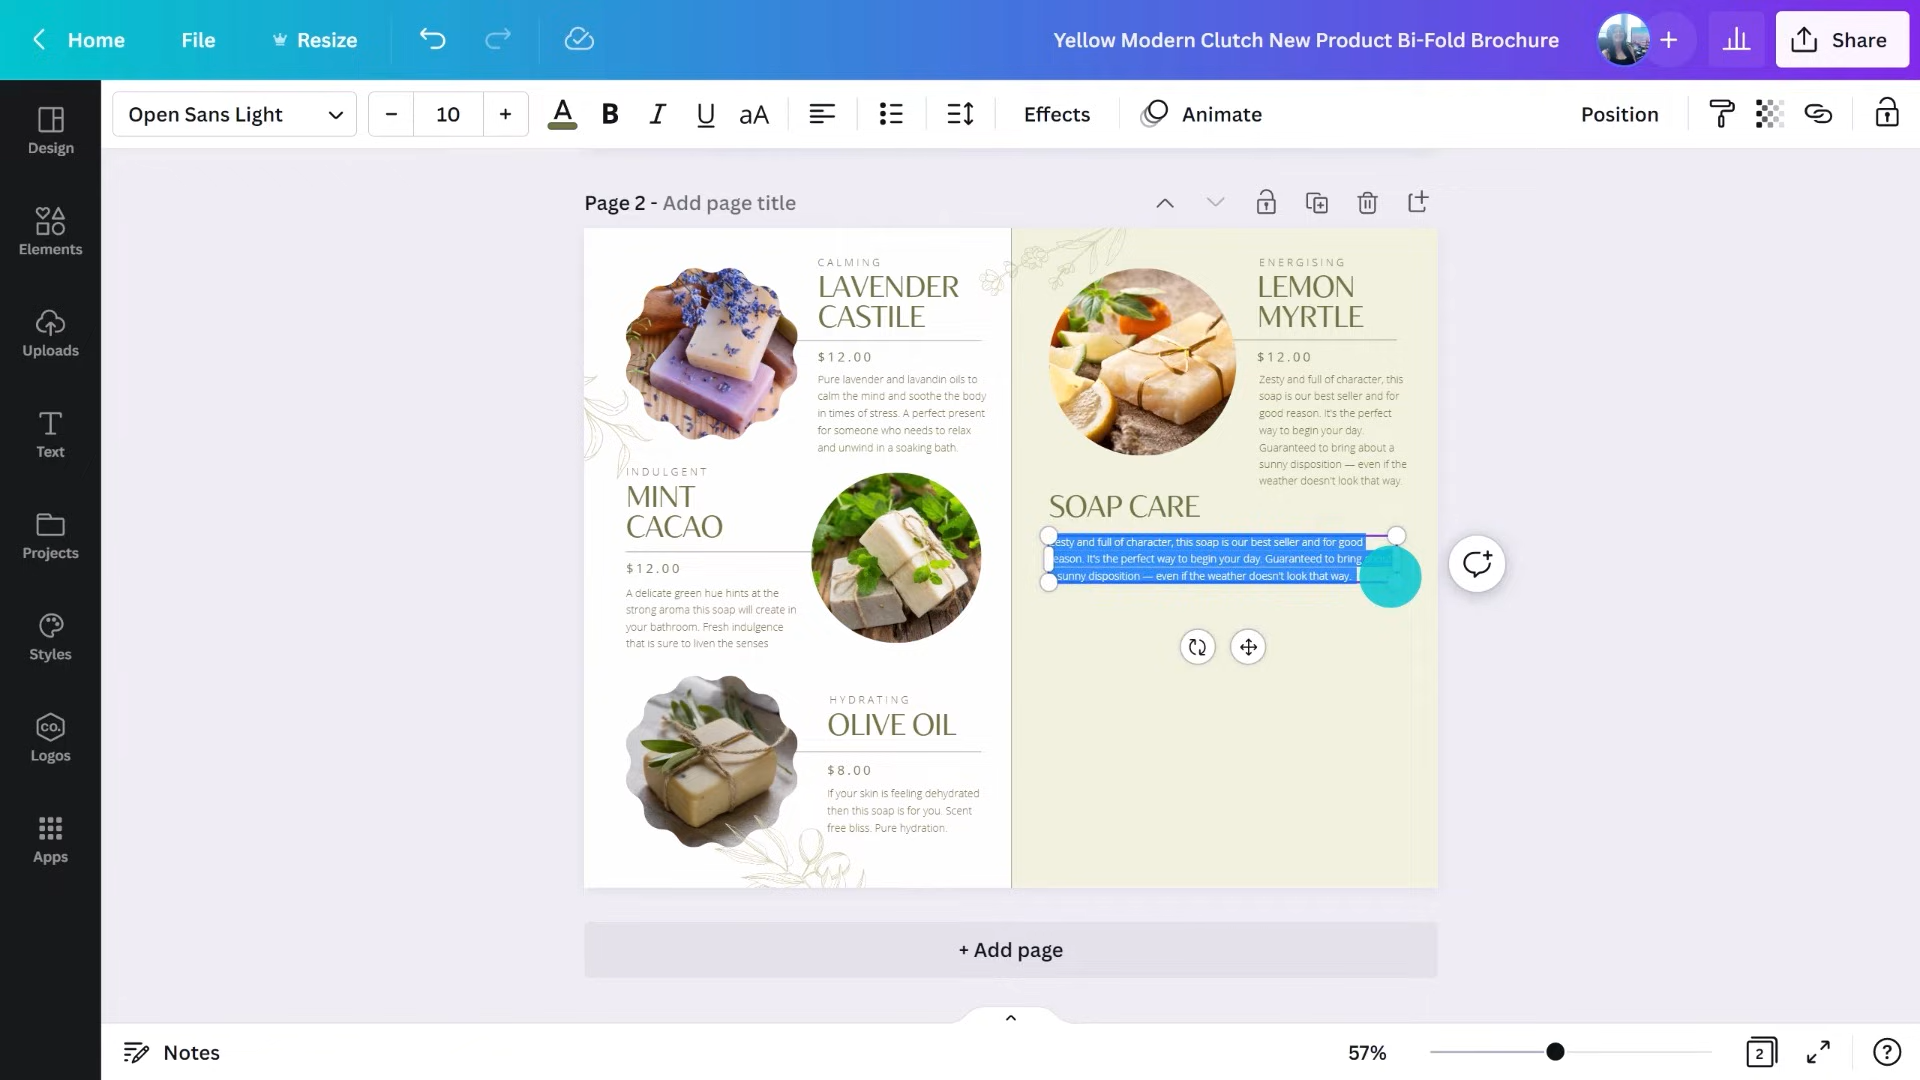 Home
File
Resize
Yellow Modern Clutch New Product Bi-Fold Brochure
Share
Open Sans Light
10
A
B
I
U
aA
Effects
Animate
Position
Design
Elements
Uploads
Text
Projects
Styles
CO.
Logos
Apps
Page 2 - Add page title
CALMING
LAVENDER
CASTILE
$12.00
Pure lavender and lavandin oils to
calm the mind and soothe the body
in times of stress. A perfect present
for someone who needs to relax
and unwind in a soaking bath.
INDULGENT
MINT
CACAO
$12.00
A delicate green hue hints at the
strong aroma this soap will create in
your bathroom. Fresh indulgence
that is sure to liven the senses
HYDRATING
OLIVE OIL
$8.00
If your skin is feeling dehydrated
then this soap is for you. Scent
free bliss. Pure hydration.
ENERGISING
LEMON
MYRTLE
$12.00
Zesty and full of character, this
soap is our best seller and for
good reason. It's the perfect
way to begin your day.
Guaranteed to bring about a
sunny disposition — even if the
weather doesn't look that way.
SOAP CARE
Zesty and full of character, this soap is our best seller and for good
reason. It's the perfect way to begin your day. Guaranteed to bring
sunny disposition — even if the weather doesn't look that way.
+ Add page
Notes
57%
2
?